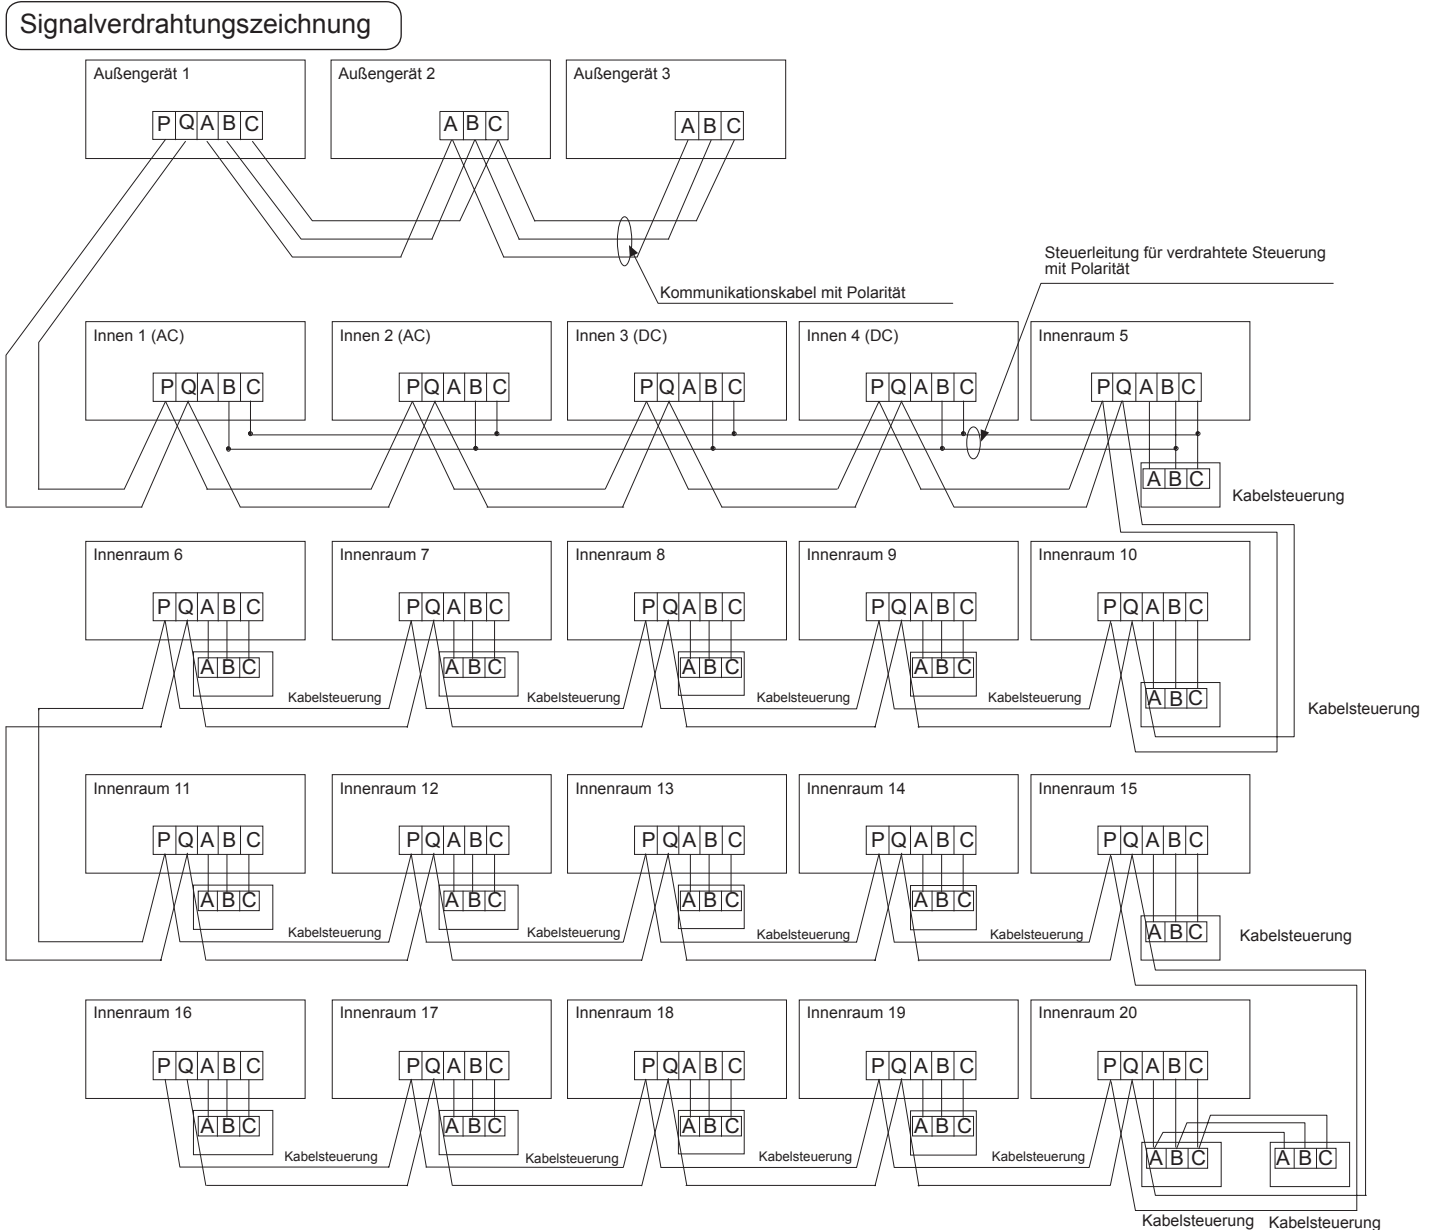 Signalverdrahtungszeichnung
Außengerät 1 Außengerät 2 Außengerät 3
P Q A B C A B C A B C
Steuerleitung für verdrahtete Steuerung
mit Polarität
Kommunikationskabel mit Polarität
Innen 1 (AC) Innen 2 (AC) Innen 3 (DC) Innen 4 (DC) Innenraum 5
P Q A B C P Q A B C P Q A B C P Q A B C P Q A B C
A B C
Kabelsteuerung
Innenraum 6 Innenraum 7 Innenraum 8 Innenraum 9 Innenraum 10
P Q A B C P Q A B C P Q A B C P Q A B C P Q A B C
A B C A B C A B C A B C A B C
Kabelsteuerung Kabelsteuerung Kabelsteuerung Kabelsteuerung Kabelsteuerung
Innenraum 11 Innenraum 12 Innenraum 13 Innenraum 14 Innenraum 15
P Q A B C P Q A B C P Q A B C P Q A B C P Q A B C
A B C A B C A B C A B C A B C
Kabelsteuerung Kabelsteuerung Kabelsteuerung Kabelsteuerung Kabelsteuerung
Innenraum 16 Innenraum 17 Innenraum 18 Innenraum 19 Innenraum 20
P Q A B C P Q A B C P Q A B C P Q A B C P Q A B C
A B C A B C A B C A B C A B C A B C
Kabelsteuerung Kabelsteuerung Kabelsteuerung Kabelsteuerung
Kabelsteuerung Kabelsteuerung